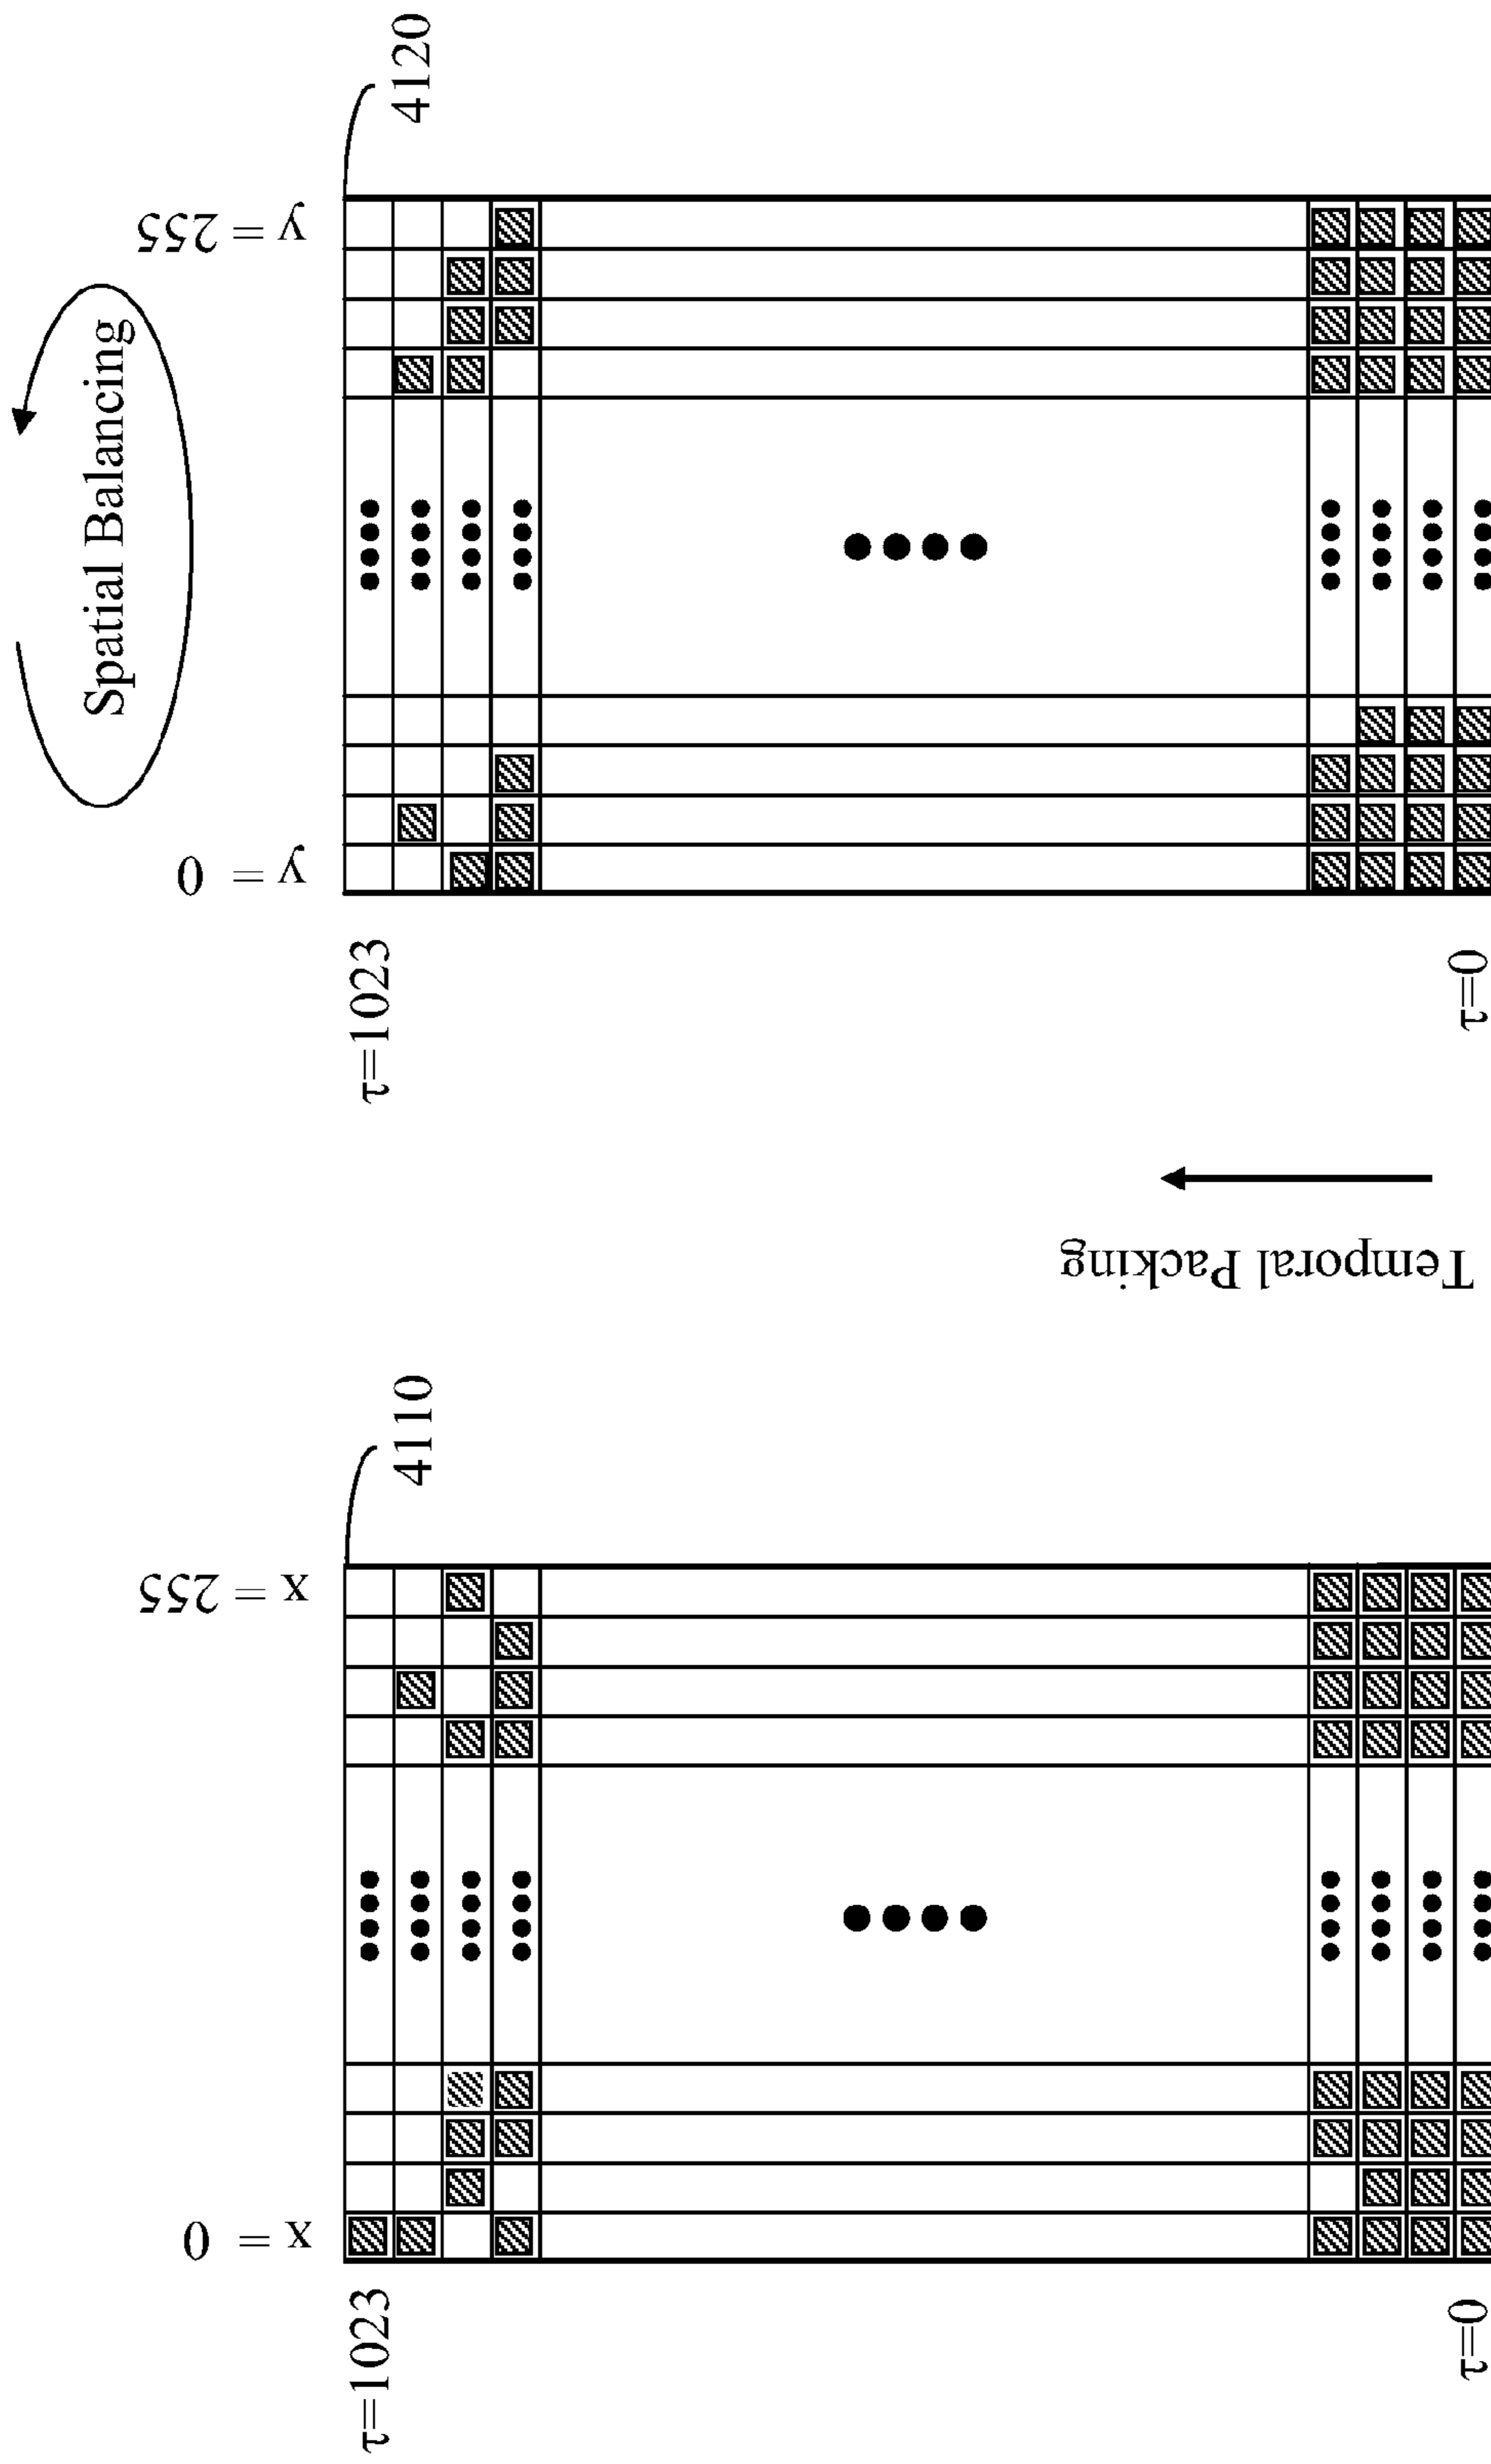 Spatial Balancing
y = 0
y = 255
4120
τ=1023
τ=0
Temporal Packing
x = 0
x = 255
4110
τ=1023
τ=0